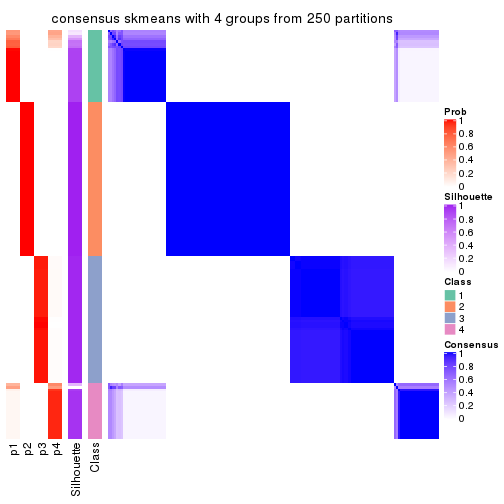 consensus skmeans with 4 groups from 250 partitions
Prob
1
0.8
0.6
0.4
0.2
0
Silhouette
1
0.8
0.6
0.4
0.2
0
Class
1
2
3
4
Consensus
1
0.8
0.6
0.4
0.2
0
p1
p2
p3
p4
Silhouette
Class